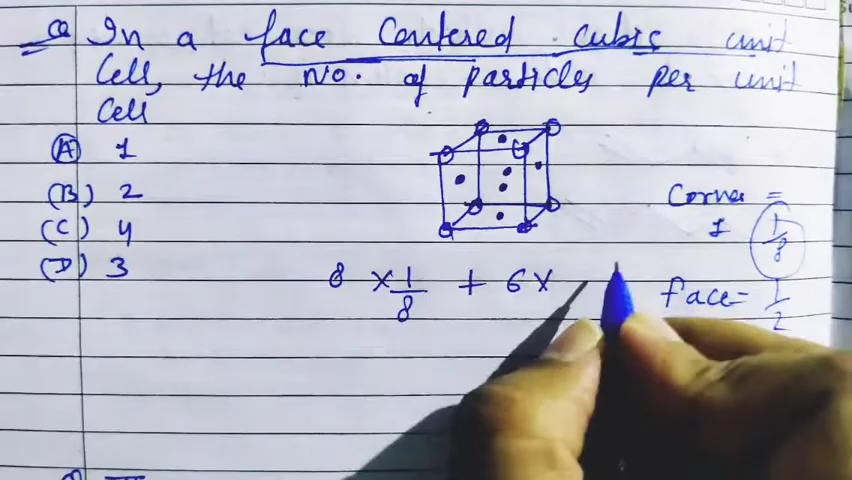 Q In a face Centered cubic unit
Cell, the No. of particles per unit
Cell
(A) 1
(B) 2
(C) 4
(D) 3
Corner =
1 1/8
8 × 1/8 + 6 ×
face = 1/2